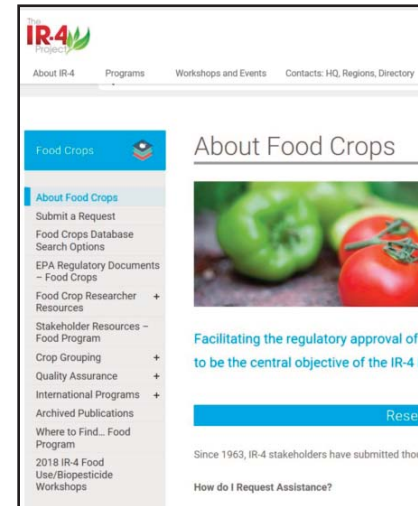 The
IR-4
Project
About IR-4 Programs Workshops and Events Contacts: HQ, Regions, Directory
Food Crops
About Food Crops
Submit a Request
Food Crops Database
Search Options
EPA Regulatory Documents
– Food Crops
Food Crop Researcher +
Resources
Stakeholder Resources –
Food Program
Crop Grouping +
Quality Assurance +
International Programs +
Archived Publications
Where to Find... Food
Program
2018 IR-4 Food
Use/Biopesticide
Workshops
About Food Crops
Facilitating the regulatory approval of
to be the central objective of the IR-4
Rese
Since 1963, IR-4 stakeholders have submitted thou
How do I Request Assistance?